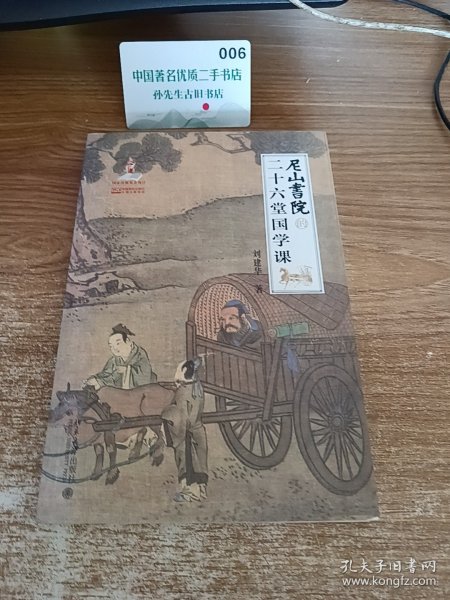 006
中国著名优质二手书店
孙先生古旧书店
尼山書院的
二十六堂国学课
刘建华 著
孔夫子旧书网
www.kongfz.com